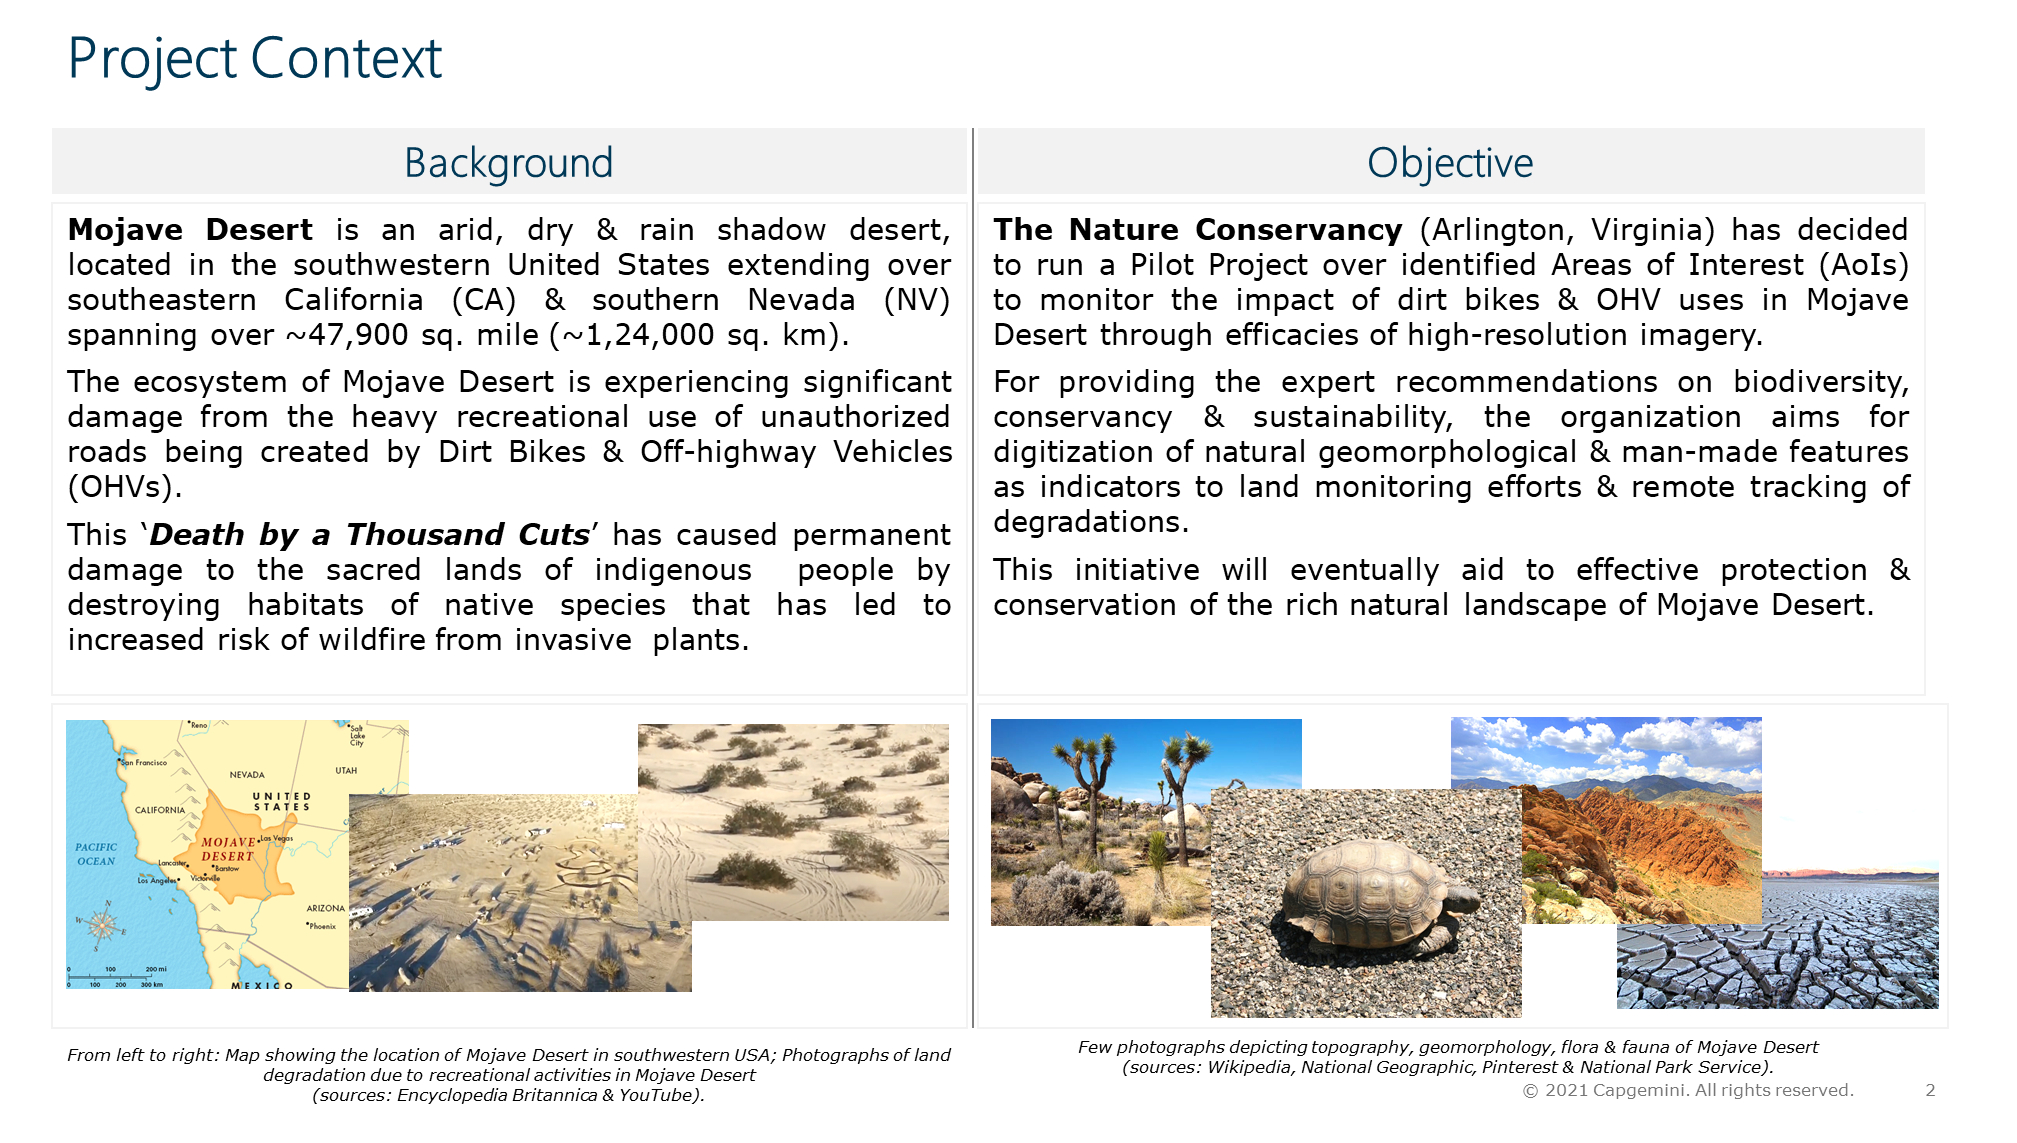 Project Context
Background
Mojave Desert is an arid, dry & rain shadow desert,
located in the southwestern United States extending over
southeastern California (CA) & southern Nevada (NV)
spanning over ~47,900 sq. mile (~1,24,000 sq. km).
The ecosystem of Mojave Desert is experiencing significant
damage from the heavy recreational use of unauthorized
roads being created by Dirt Bikes & Off-highway Vehicles
(OHVs).
This ‘Death by a Thousand Cuts’ has caused permanent
damage to the sacred lands of indigenous people by
destroying habitats of native species that has led to
increased risk of wildfire from invasive plants.
Reno
Salt
Lake
City
San Francisco
NEVADA
UTAH
UNITED
STATES
CALIFORNIA
PACIFIC
OCEAN
MOJAVE
DESERT
Las Vegas
Lancaster
Barstow
Los Angeles
Victorville
ARIZONA
Phoenix
N
W
E
S
0 100 200 mi
0 100 200 300 km
MEXICO
From left to right: Map showing the location of Mojave Desert in southwestern USA; Photographs of land
degradation due to recreational activities in Mojave Desert
(sources: Encyclopedia Britannica & YouTube).
Objective
The Nature Conservancy (Arlington, Virginia) has decided
to run a Pilot Project over identified Areas of Interest (AoIs)
to monitor the impact of dirt bikes & OHV uses in Mojave
Desert through efficacies of high-resolution imagery.
For providing the expert recommendations on biodiversity,
conservancy & sustainability, the organization aims for
digitization of natural geomorphological & man-made features
as indicators to land monitoring efforts & remote tracking of
degradations.
This initiative will eventually aid to effective protection &
conservation of the rich natural landscape of Mojave Desert.
Few photographs depicting topography, geomorphology, flora & fauna of Mojave Desert
(sources: Wikipedia, National Geographic, Pinterest & National Park Service).
© 2021 Capgemini. All rights reserved. 2